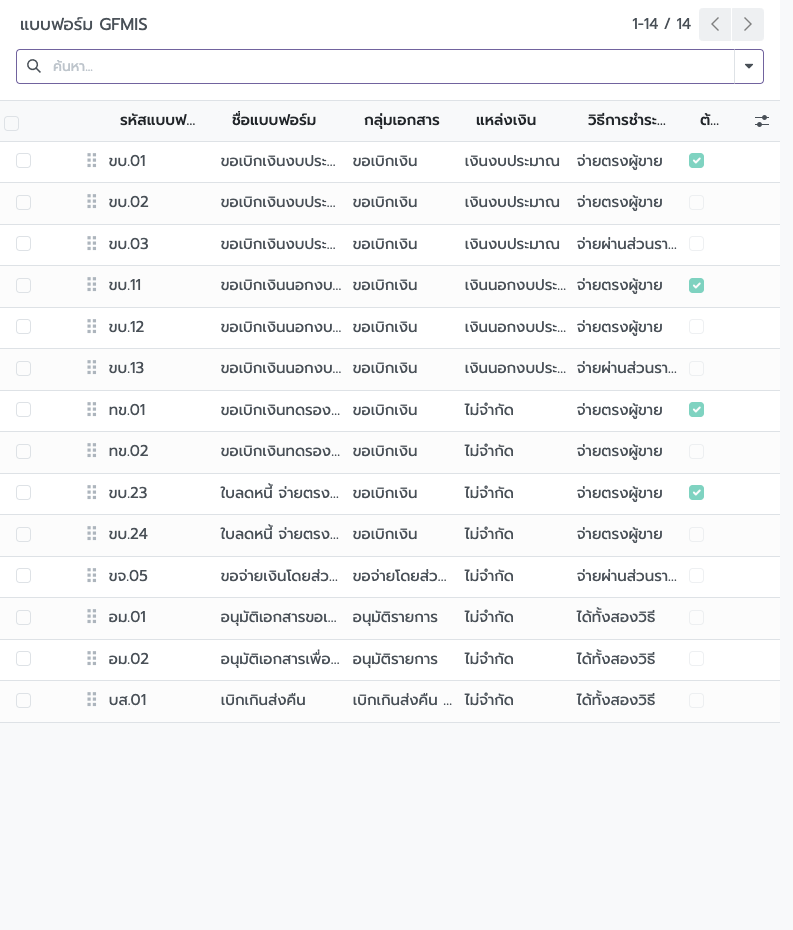 แบบฟอร์ม GFMIS 1-14 / 14
ค้นหา...
รหัสแบบฟ... ชื่อแบบฟอร์ม กลุ่มเอกสาร แหล่งเงิน วิธีการชำระ... ต้...
ขบ.01 ขอเบิกเงินงบประ... ขอเบิกเงิน เงินงบประมาณ จ่ายตรงผู้ขาย
ขบ.02 ขอเบิกเงินงบประ... ขอเบิกเงิน เงินงบประมาณ จ่ายตรงผู้ขาย
ขบ.03 ขอเบิกเงินงบประ... ขอเบิกเงิน เงินงบประมาณ จ่ายผ่านส่วนรา...
ขบ.11 ขอเบิกเงินนอกงบ... ขอเบิกเงิน เงินนอกงบประ... จ่ายตรงผู้ขาย
ขบ.12 ขอเบิกเงินนอกงบ... ขอเบิกเงิน เงินนอกงบประ... จ่ายตรงผู้ขาย
ขบ.13 ขอเบิกเงินนอกงบ... ขอเบิกเงิน เงินนอกงบประ... จ่ายผ่านส่วนรา...
ทข.01 ขอเบิกเงินทดรอง... ขอเบิกเงิน ไม่จำกัด จ่ายตรงผู้ขาย
ทข.02 ขอเบิกเงินทดรอง... ขอเบิกเงิน ไม่จำกัด จ่ายตรงผู้ขาย
ขบ.23 ใบลดหนี้ จ่ายตรง... ขอเบิกเงิน ไม่จำกัด จ่ายตรงผู้ขาย
ขบ.24 ใบลดหนี้ จ่ายตรง... ขอเบิกเงิน ไม่จำกัด จ่ายตรงผู้ขาย
ขจ.05 ขอจ่ายเงินโดยส่ว... ขอจ่ายโดยส่ว... ไม่จำกัด จ่ายผ่านส่วนรา...
อม.01 อนุมัติเอกสารขอเ... อนุมัติรายการ ไม่จำกัด ได้ทั้งสองวิธี
อม.02 อนุมัติเอกสารเพื่อ... อนุมัติรายการ ไม่จำกัด ได้ทั้งสองวิธี
บส.01 เบิกเกินส่งคืน เบิกเกินส่งคืน ... ไม่จำกัด ได้ทั้งสองวิธี